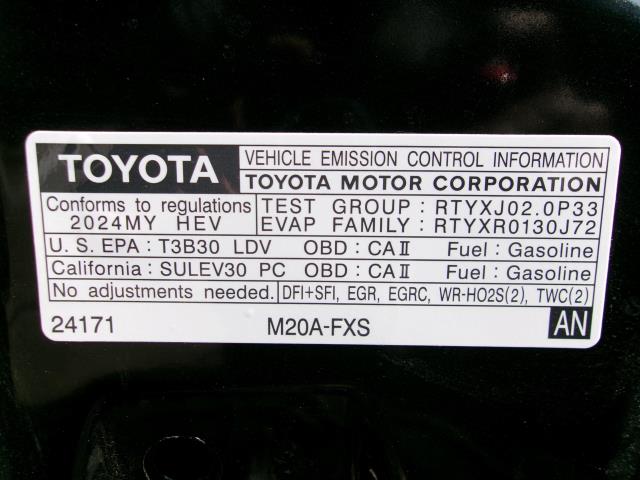 TOYOTA
VEHICLE EMISSION CONTROL INFORMATION
TOYOTA MOTOR CORPORATION
Conforms to regulations
2024MY HEV
TEST GROUP : RTYXJ02.0P33
EVAP FAMILY: RTYXR0130J72
U.S. EPA: T3B30 LDV OBD: CAⅡ Fuel: Gasoline
California: SULEV30 PC OBD: CAⅡ Fuel: Gasoline
No adjustments needed. DFI+SFI, EGR, EGRC, WR-HO2S(2), TWC(2)
24171 M20A-FXS AN